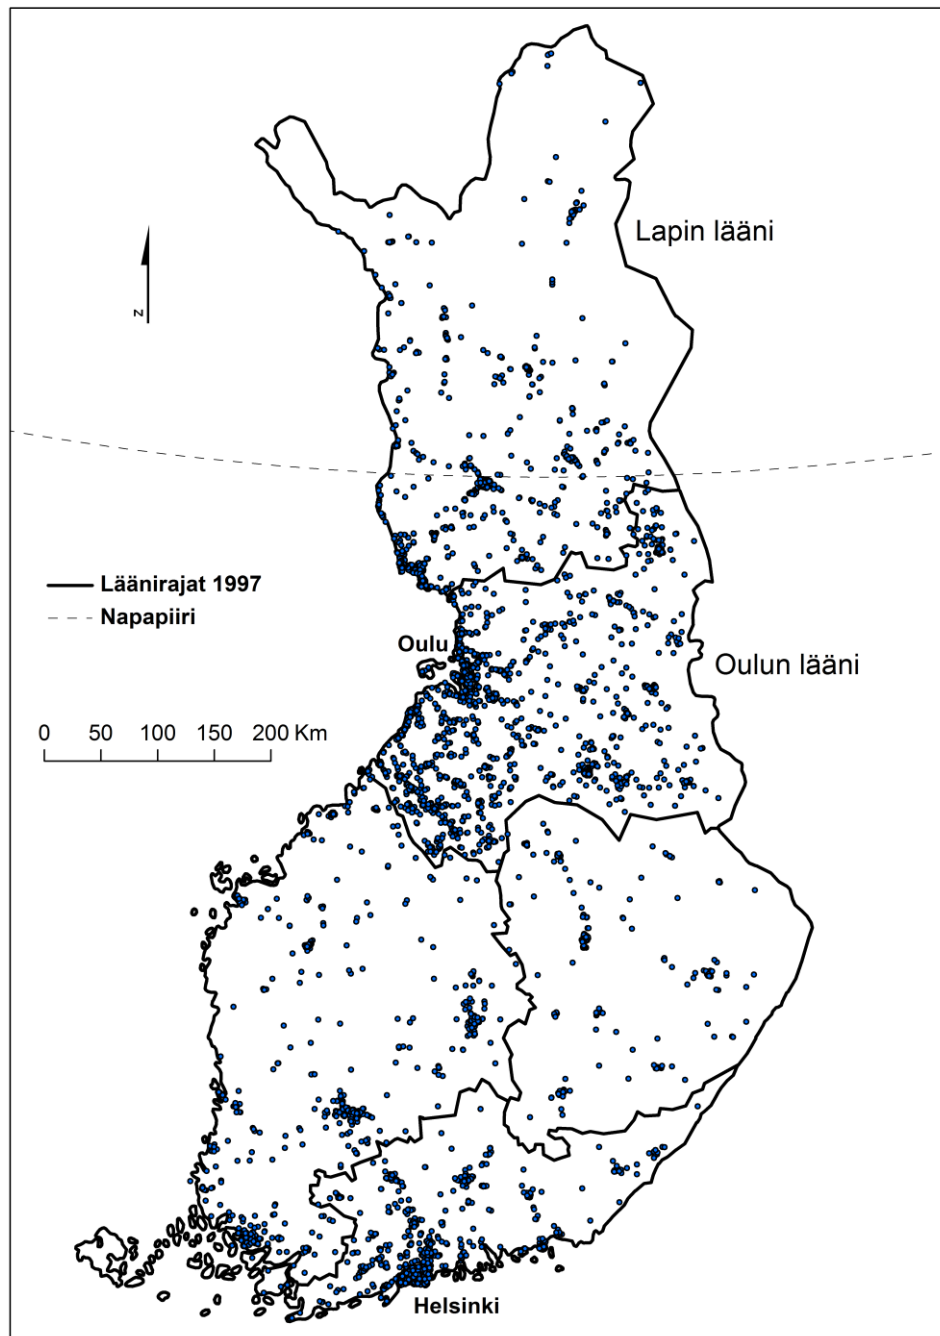 Lapin lääni
z
Läänirajat 1997
Napapiiri
Oulu
Oulun lääni
0 50 100 150 200 Km
Helsinki